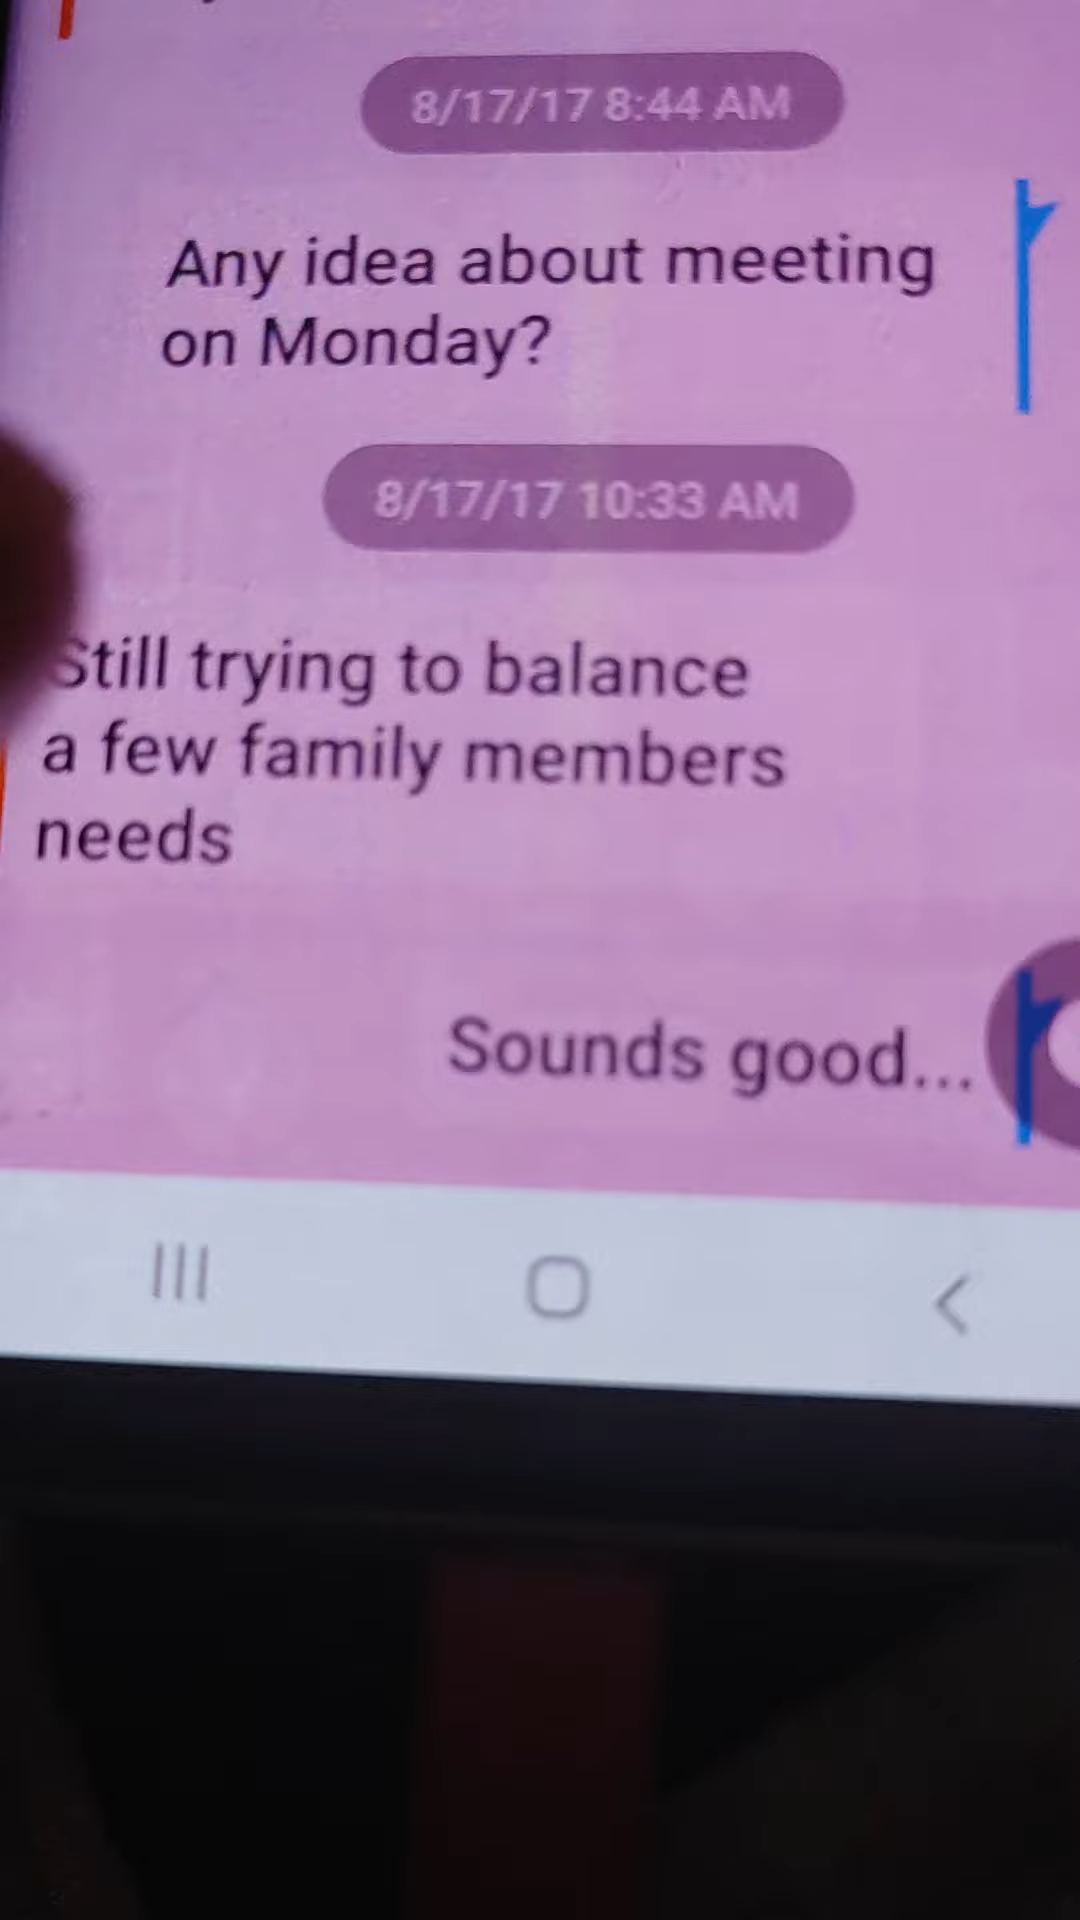 8/17/17 8:44 AM
Any idea about meeting
on Monday?
8/17/17 10:33 AM
Still trying to balance
a few family members
needs
Sounds good...